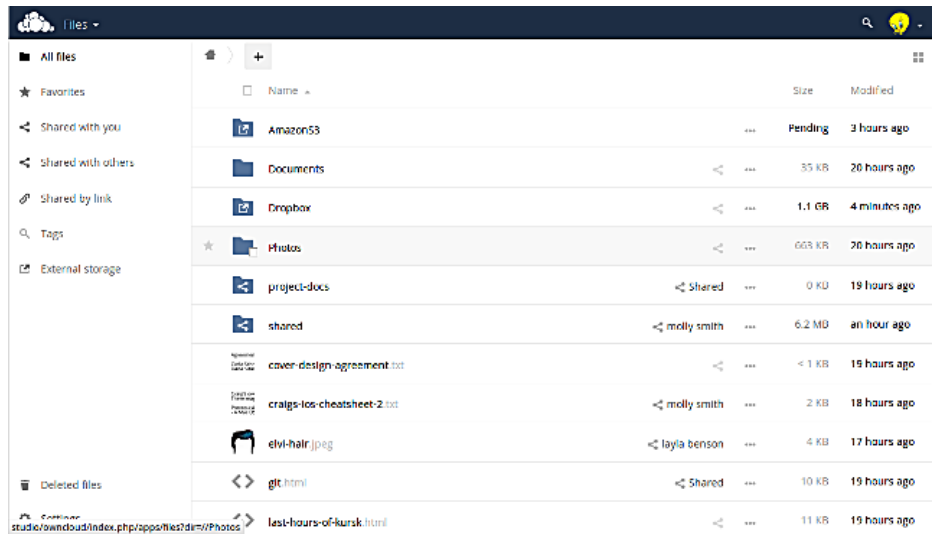 Files
All files
Favorites
Shared with you
Shared with others
Shared by link
Tags
External storage
Deleted files
Settings
studio/owncloud/index.php/apps/files?dir=//Photos
+
Name Size Modified
AmazonS3 ... Pending 3 hours ago
Documents ... 35 KB 20 hours ago
Dropbox ... 1.1 GB 4 minutes ago
Photos ... 663 KB 20 hours ago
project-docs Shared ... 0 KB 19 hours ago
shared molly smith ... 6.2 MB an hour ago
cover-design-agreement.txt ... < 1 KB 19 hours ago
craigs-ios-cheatsheet-2.txt molly smith ... 2 KB 18 hours ago
elvi-hair.jpeg layla benson ... 4 KB 17 hours ago
git.html Shared ... 10 KB 19 hours ago
last-hours-of-kursk.html ... 11 KB 19 hours ago